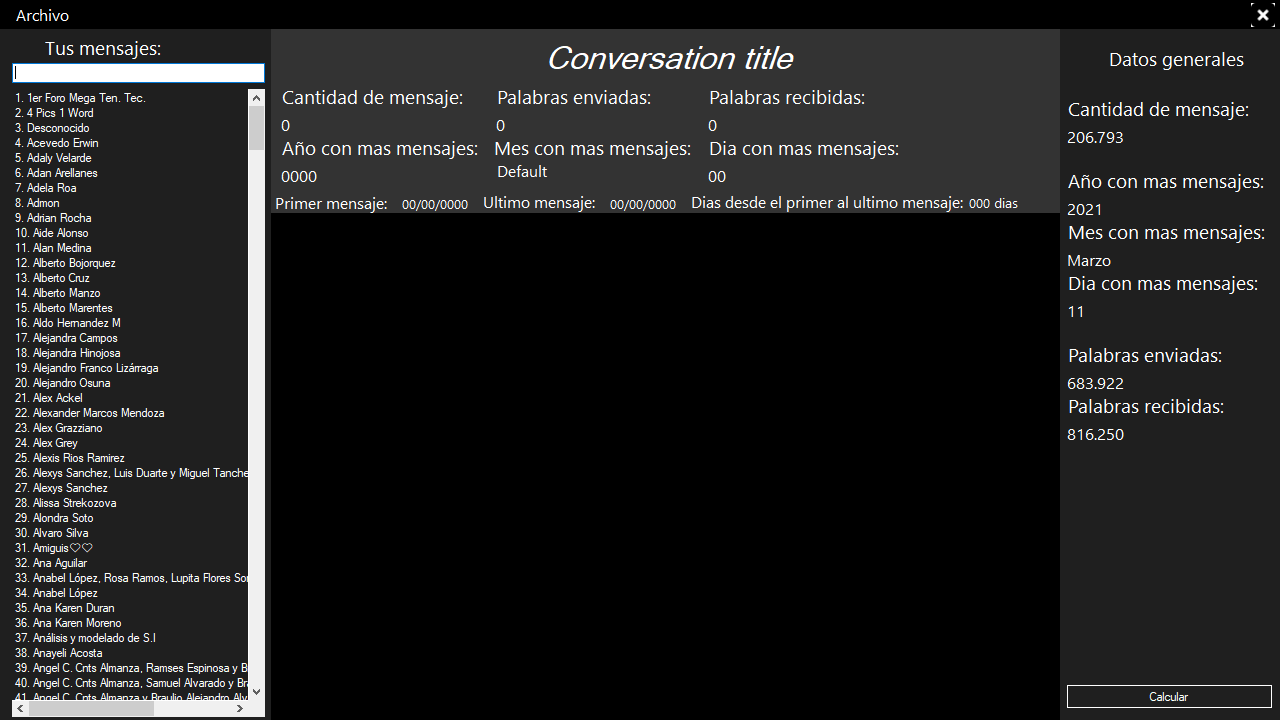 Archivo
Tus mensajes:
1. 1er Foro Mega Ten. Tec.
2. 4 Pics 1 Word
3. Desconocido
4. Acevedo Erwin
5. Adaly Velarde
6. Adan Arellanes
7. Adela Roa
8. Admon
9. Adrian Rocha
10. Aide Alonso
11. Alan Medina
12. Alberto Bojorquez
13. Alberto Cruz
14. Alberto Manzo
15. Alberto Marentes
16. Aldo Hernandez M
17. Alejandra Campos
18. Alejandra Hinojosa
19. Alejandro Franco Lizárraga
20. Alejandro Osuna
21. Alex Ackel
22. Alexander Marcos Mendoza
23. Alex Grazziano
24. Alex Grey
25. Alexis Rios Ramirez
26. Alexys Sanchez, Luis Duarte y Miguel Tanche
27. Alexys Sanchez
28. Alissa Strekozova
29. Alondra Soto
30. Alvaro Silva
31. Amiguis♡♡
32. Ana Aguilar
33. Anabel López, Rosa Ramos, Lupita Flores Sor
34. Anabel López
35. Ana Karen Duran
36. Ana Karen Moreno
37. Análisis y modelado de S.I
38. Anayeli Acosta
39. Angel C. Cnts Almanza, Ramses Espinosa y B
40. Angel C. Cnts Almanza, Samuel Alvarado y Bra
41. Angel C. Cnts Almanza y Braulio Alejandro Alv
Conversation title
Cantidad de mensaje: Palabras enviadas: Palabras recibidas:
0 0 0
Año con mas mensajes: Mes con mas mensajes: Dia con mas mensajes:
0000 Default 00
Primer mensaje: 00/00/0000 Ultimo mensaje: 00/00/0000 Dias desde el primer al ultimo mensaje: 000 dias
Datos generales
Cantidad de mensaje:
206.793
Año con mas mensajes:
2021
Mes con mas mensajes:
Marzo
Dia con más mensajes:
11
Palabras enviadas:
683.922
Palabras recibidas:
816.250
Calcular